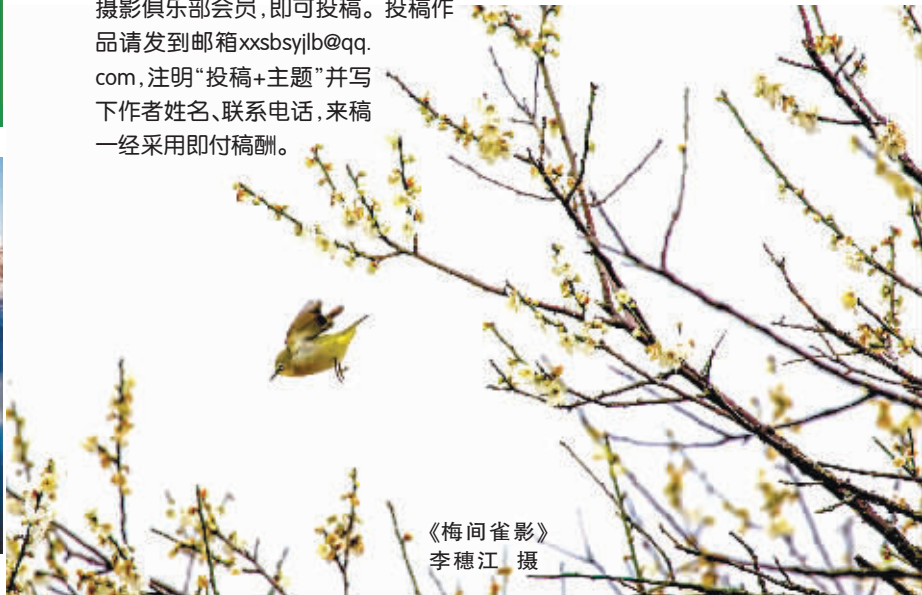 摄影俱乐部会员,即可投稿。投稿作
品请发到邮箱xxsbsyjlb@qq.
com,注明“投稿+主题”并写
下作者姓名、联系电话,来稿
一经采用即付稿酬。
《梅间雀影》
李穗江 摄